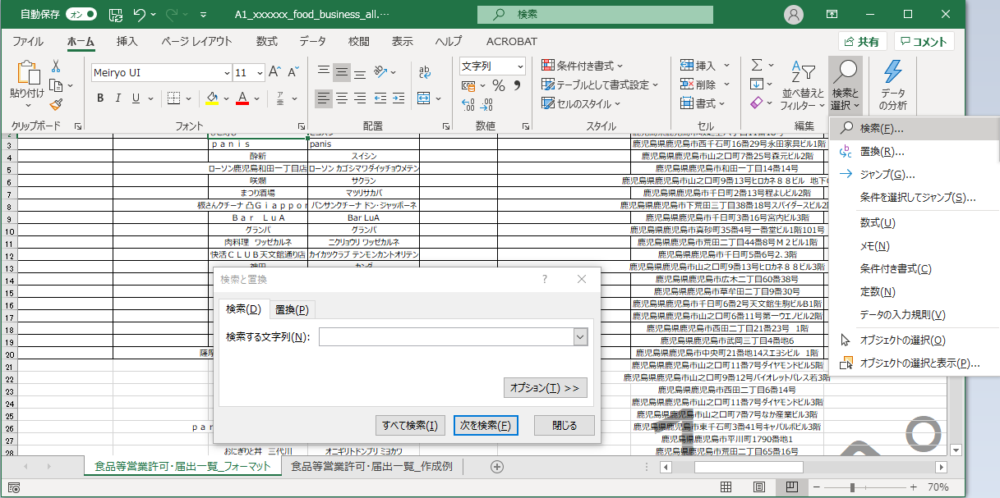 自動保存 オン A1_xxxxxx_food_business_all.... 検索
ファイル ホーム 挿入 ページ レイアウト 数式 データ 校閲 表示 ヘルプ ACROBAT 共有 コメント
貼り付け
クリップボード
Meiryo UI 11
B I U
フォント
ab
配置
文字列
% 9
数値
条件付き書式
テーブルとして書式設定
セルのスタイル
スタイル
挿入
削除
書式
セル
並べ替えと
フィルター
検索と
選択
編集
データ
の分析
検索(F)...
置換(R)...
ジャンプ(G)...
条件を選択してジャンプ(S)...
数式(U)
メモ(N)
条件付き書式(C)
定数(N)
データの入力規則(V)
オブジェクトの選択(O)
オブジェクトの選択と表示(P)...
3 ｐａｎｉｓ panis 鹿児島県鹿児島市西千石町16番29号永田家具ビル1階
4 酔新 スイシン 鹿児島県鹿児島市山之口町7番25号森元ビル2階
5 ローソン鹿児島和田一丁目店 ローソン カゴシマワダイッチョウメテン 鹿児島県鹿児島市和田一丁目14番14号
6 咲爛 サクラン 鹿児島県鹿児島市山之口町9番13号ヒロカネ８８ビル 地下
7 まつり酒場 マツリサカバ 鹿児島県鹿児島市千日町2番13号程よしビル2階
8 板さんクチーナ 凸Ｇｉａｐｐｏｒ パンサンクチーナ ドン・ジャッポーネ 鹿児島県鹿児島市下荒田三丁目38番18号スパイダースビル2
9 Ｂａｒ ＬｕＡ Bar LuA 鹿児島県鹿児島市千日町3番16号宮内ビル3階
10 グランパ グランパ 鹿児島県鹿児島市真砂町35番4号一番堂ビル1階101号
11 肉料理 ワッゼカルネ ニクリョウリ ワッゼカルネ 鹿児島県鹿児島市荒田二丁目44番8号Ｍ２ビル1階
12 快活ＣＬＵＢ天文館通り店 カイカツクラブ テンモンカントオリテン 鹿児島県鹿児島市千日町5番6号2、3階
13 鹿児島県鹿児島市山之口町9番13号ヒロカネ８８ビル3階
14 鹿児島県鹿児島市広木二丁目60番38号
15 鹿児島県鹿児島市草牟田二丁目9番30号
16 鹿児島県鹿児島市千日町6番2号天文館生駒ビルB1階
17 鹿児島県鹿児島市山之口町6番11号第一ウエノビル2階
18 鹿児島県鹿児島市西田二丁目21番23号 1階
19 鹿児島県鹿児島市武岡三丁目4番地6
20 鹿児島県鹿児島市中央町21番地14スエヨシビル 1階
21 鹿児島県鹿児島市山之口町11番7号ダイヤモンドビル5階
22 鹿児島県鹿児島市山之口町9番12号バイオレットパレス若3階
23 鹿児島県鹿児島市西田二丁目6番14号
24 鹿児島県鹿児島市山之口町11番7号ダイヤモンドビル3階
25 鹿児島県鹿児島市山之口町7番7号なか産業ビル3階
26 ｐａ 鹿児島県鹿児島市東千石町3番41号キャパルボビル3階
27 鹿児島県鹿児島市平川町1790番地1
28 おにぎりと丼 三代川 オニギリトドンブリ ミヨカワ 鹿児島県鹿児島市荒田二丁目65番16号
検索と置換 ?
検索(D) 置換(P)
検索する文字列(N):
オプション(T) >>
すべて検索(I) 次を検索(F) 閉じる
食品等営業許可・届出一覧_フォーマット 食品等営業許可・届出一覧_作成例
70%